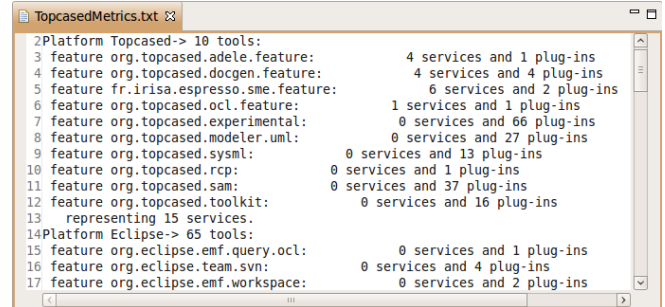 TopcasedMetrics.txt
2Platform Topcased-> 10 tools:
3 feature org.topcased.adele.feature: 4 services and 1 plug-ins
4 feature org.topcased.docgen.feature: 4 services and 4 plug-ins
5 feature fr.irisa.espresso.sme.feature: 6 services and 2 plug-ins
6 feature org.topcased.ocl.feature: 1 services and 1 plug-ins
7 feature org.topcased.experimental: 0 services and 66 plug-ins
8 feature org.topcased.modeler.uml: 0 services and 27 plug-ins
9 feature org.topcased.sysml: 0 services and 13 plug-ins
10 feature org.topcased.rcp: 0 services and 1 plug-ins
11 feature org.topcased.sam: 0 services and 37 plug-ins
12 feature org.topcased.toolkit: 0 services and 16 plug-ins
13 representing 15 services.
14Platform Eclipse-> 65 tools:
15 feature org.eclipse.emf.query.ocl: 0 services and 1 plug-ins
16 feature org.eclipse.team.svn: 0 services and 4 plug-ins
17 feature org.eclipse.emf.workspace: 0 services and 2 plug-ins